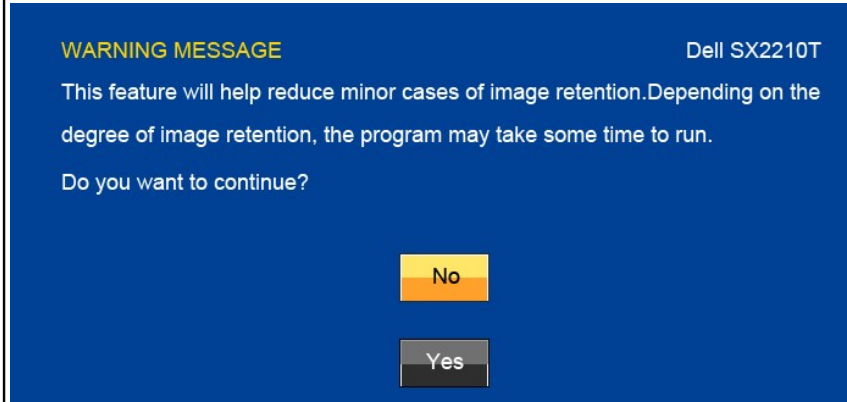 WARNING MESSAGE Dell SX2210T
This feature will help reduce minor cases of image retention.Depending on the
degree of image retention, the program may take some time to run.
Do you want to continue?
No
Yes